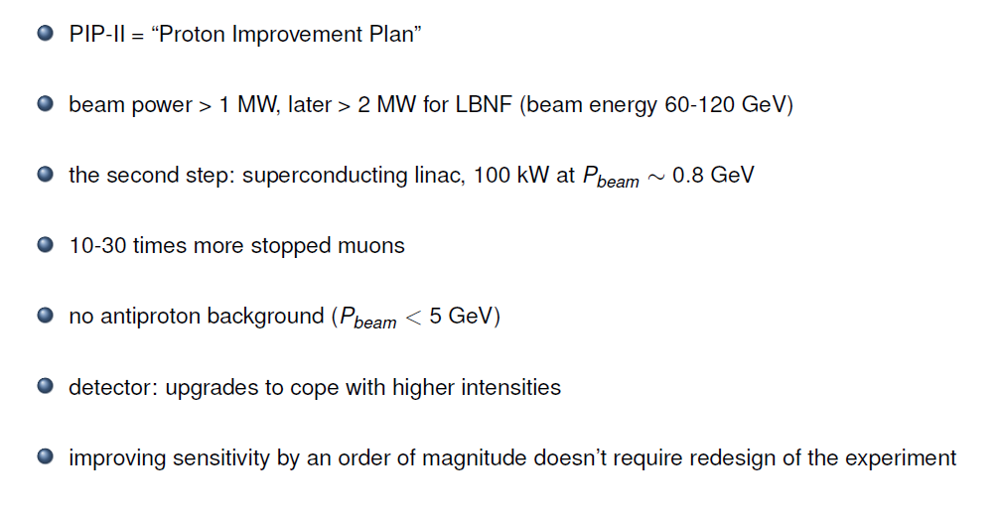 PIP-II = “Proton Improvement Plan”
beam power > 1 MW, later > 2 MW for LBNF (beam energy 60-120 GeV)
the second step: superconducting linac, 100 kW at P_beam ∼ 0.8 GeV
10-30 times more stopped muons
no antiproton background (P_beam < 5 GeV)
detector: upgrades to cope with higher intensities
improving sensitivity by an order of magnitude doesn’t require redesign of the experiment